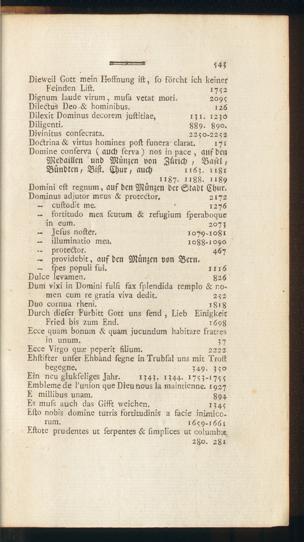 545
Dieweil Gott mein Hoffnung ist, so förcht ich keiner
Feinden List. 1752
Dignum laude virum, musa vetat mori. 2095
Dilectus Deo & hominibus. 126
Dilexit Dominus decorem justitiae, 131. 1230
Diligenti. 889. 890.
Divinitus consecrata. 2250-2252
Doctrina & virtus homines post funera clarat. 171
Domine conserva (auch serva) nos in pace, auf den
Medaillen und Münzen von Zürich, Basel,
Bündten, Bist. Chur, auch 1163. 1181
1187. 1188. 1189
Domini est regnum, auf den Münzen der Stadt Chur.
Dominus adjutor meus & protector, 2172
– custodit me. 1276
– fortitudo mea scutum & refugium speraboque
in eum. 2073
– Jesus noster. 1079-1081
– illuminatio mea. 1088-1090
– protector. 467
– providebit, auf den Münzen von Bern.
– spes populi sui. 1116
Dulce levamen. 826
Dum vixi in Domini fulsi fax splendida templo & no-
men cum re gratia viva dedit. 252
Duo cornua rheni. 1818
Durch dieser Furbitt Gott uns send, Lieb Einigkeit
Fried bis zum End. 1698
Ecce quam bonum & quam jucundum habitare fratres
in unum. 37
Ecce Virgo quæ peperit filium. 2222
Ehstifter unser Ehband segne in Trubsal uns mit Trost
begegne. 349. 350
Ein neu glukseliges Jahr. 1343. 1344. 1753-1755
Embleme de l'union que Dieu nous la maintienne. 1927
E millibus unam. 894
Es muss auch das Gifft weichen. 1345
Esto nobis domine turris fortitudinis a facie inimico-
rum. 1659-1661
Estote prudentes ut serpentes & simplices ut columbæ
280. 281